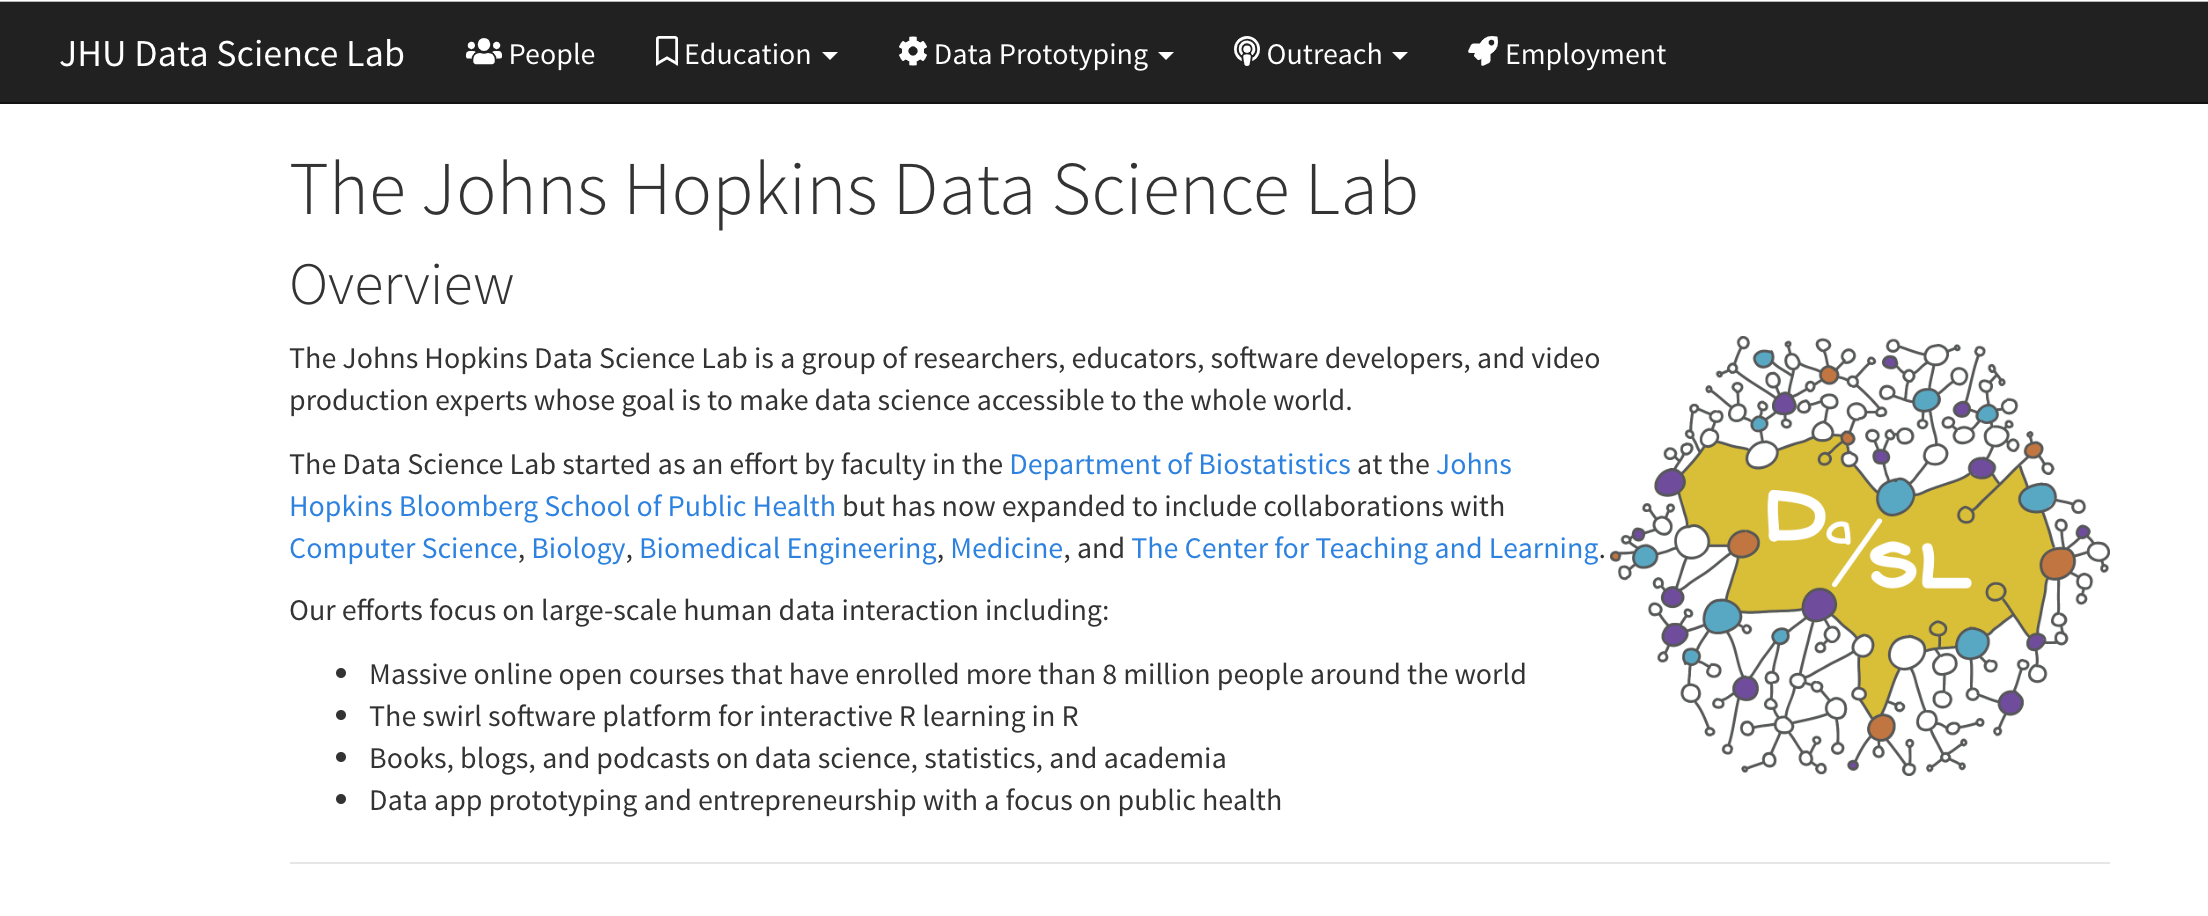 JHU Data Science Lab People Education Data Prototyping Outreach Employment
The Johns Hopkins Data Science Lab
Overview
The Johns Hopkins Data Science Lab is a group of researchers, educators, software developers, and video
production experts whose goal is to make data science accessible to the whole world.
The Data Science Lab started as an effort by faculty in the Department of Biostatistics at the Johns
Hopkins Bloomberg School of Public Health but has now expanded to include collaborations with
Computer Science, Biology, Biomedical Engineering, Medicine, and The Center for Teaching and Learning.
Our efforts focus on large-scale human data interaction including:
• Massive online open courses that have enrolled more than 8 million people around the world
• The swirl software platform for interactive R learning in R
• Books, blogs, and podcasts on data science, statistics, and academia
• Data app prototyping and entrepreneurship with a focus on public health
Da/SL